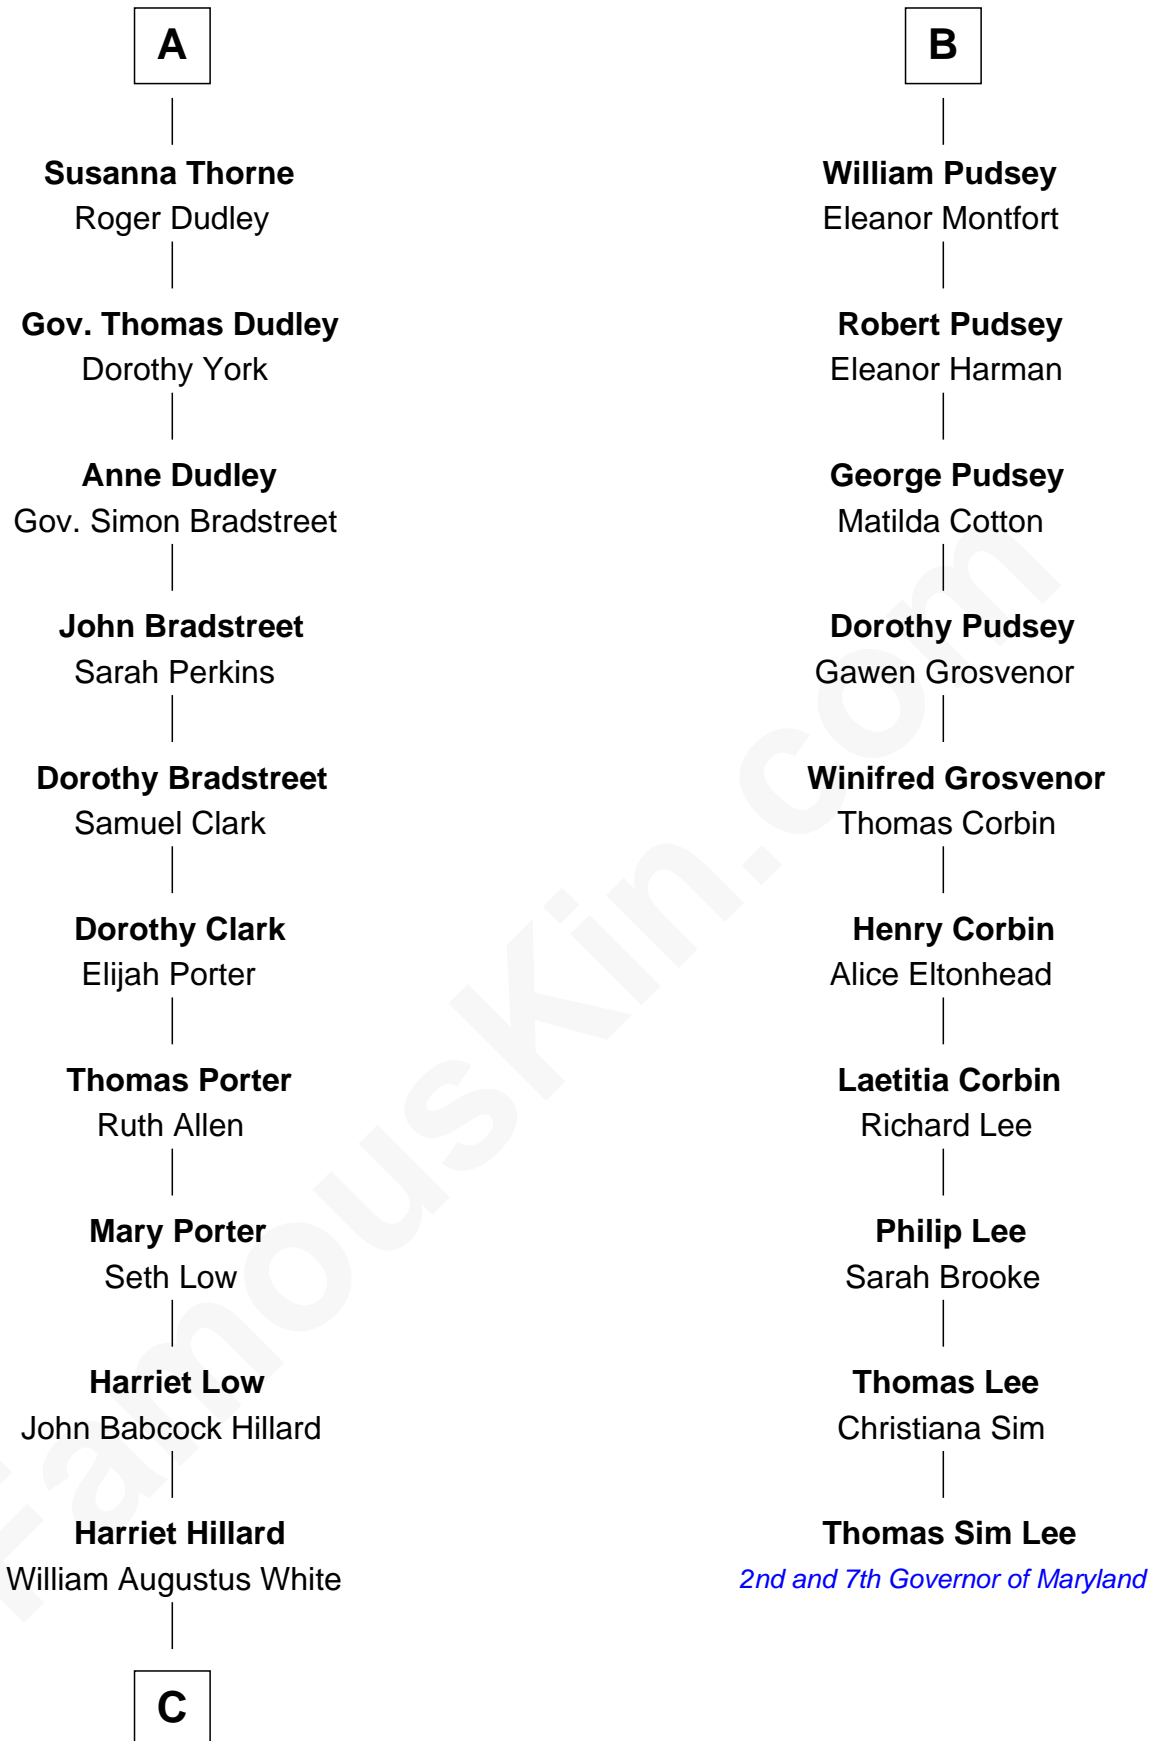 A
Susanna Thorne
Roger Dudley
Gov. Thomas Dudley
Dorothy York
Anne Dudley
Gov. Simon Bradstreet
John Bradstreet
Sarah Perkins
Dorothy Bradstreet
Samuel Clark
Dorothy Clark
Elijah Porter
Thomas Porter
Ruth Allen
Mary Porter
Seth Low
Harriet Low
John Babcock Hillard
Harriet Hillard
William Augustus White
C
B
William Pudsey
Eleanor Montfort
Robert Pudsey
Eleanor Harman
George Pudsey
Matilda Cotton
Dorothy Pudsey
Gawen Grosvenor
Winifred Grosvenor
Thomas Corbin
Henry Corbin
Alice Eltonhead
Laetitia Corbin
Richard Lee
Philip Lee
Sarah Brooke
Thomas Lee
Christiana Sim
Thomas Sim Lee
2nd and 7th Governor of Maryland
FamousKin.com